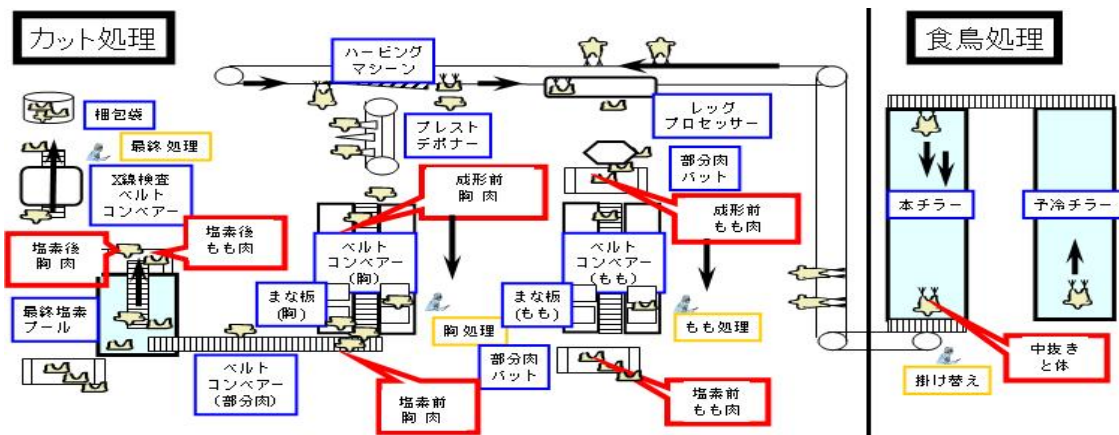 カット処理
ハービング
マシーン
食鳥処理
梱包袋
最終処理
ブレスト
デボナー
レッグ
プロセッサー
X線検査
ベルト
コンベアー
成形前
胸肉
部分肉
バット
成形前
もも肉
本チラー
予冷チラー
塩素後
胸肉
塩素後
もも肉
ベルト
コンベアー
(胸)
ベルト
コンベアー
(もも)
最終塩素
プール
まな板
(胸)
胸処理
まな板
(もも)
もも処理
中抜き
と体
掛け替え
ベルト
コンベアー
(部分肉)
塩素前
胸肉
部分肉
バット
塩素前
もも肉